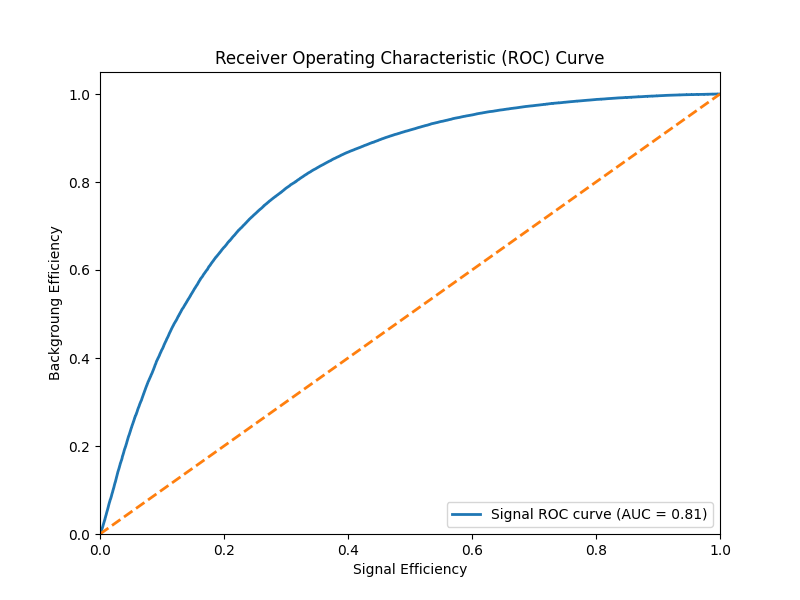 Receiver Operating Characteristic (ROC) Curve
1.0
0.8
0.6
0.4
0.2
0.0
Backgroung Efficiency
Signal ROC curve (AUC = 0.81)
0.0 0.2 0.4 0.6 0.8 1.0
Signal Efficiency